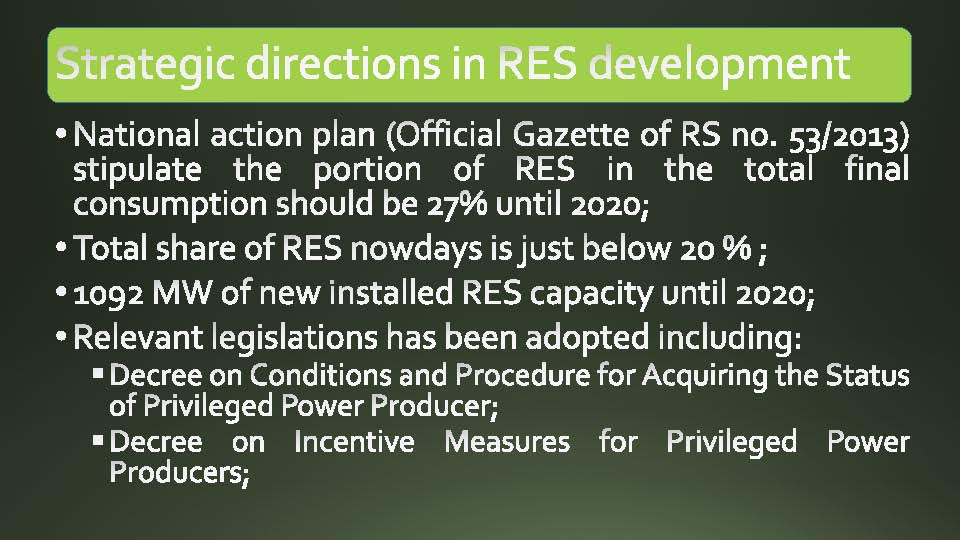 Strategic directions in RES development
• National action plan (Official Gazette of RS no. 53/2013)
stipulate the portion of RES in the total final
consumption should be 27% until 2020;
• Total share of RES nowdays is just below 20 % ;
• 1092 MW of new installed RES capacity until 2020;
• Relevant legislations has been adopted including:
▪ Decree on Conditions and Procedure for Acquiring the Status
of Privileged Power Producer;
▪ Decree on Incentive Measures for Privileged Power
Producers;